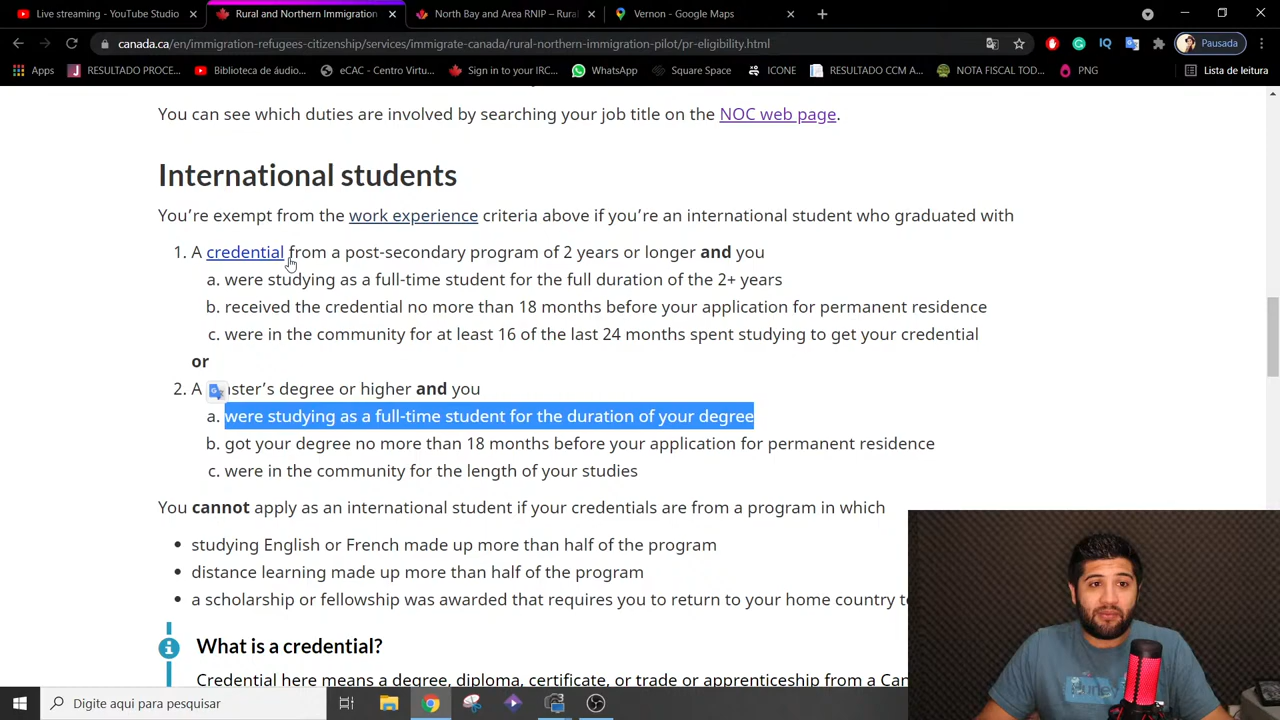 Live streaming - YouTube Studio
Rural and Northern Immigration
North Bay and Area RNIP – Rura
Vernon - Google Maps
canada.ca/en/immigration-refugees-citizenship/services/immigrate-canada/rural-northern-immigration-pilot/pr-eligibility.html
Pausada
Apps
RESULTADO PROCE...
Biblioteca de áudio...
eCAC - Centro Virtu...
Sign in to your IRC...
WhatsApp
Square Space
ICONE
RESULTADO CCM A...
NOTA FISCAL TOD...
PNG
Lista de leitura
You can see which duties are involved by searching your job title on the NOC web page.
International students
You’re exempt from the work experience criteria above if you’re an international student who graduated with
1. A credential from a post-secondary program of 2 years or longer and you
a. were studying as a full-time student for the full duration of the 2+ years
b. received the credential no more than 18 months before your application for permanent residence
c. were in the community for at least 16 of the last 24 months spent studying to get your credential
or
2. A ster’s degree or higher and you
a. were studying as a full-time student for the duration of your degree
b. got your degree no more than 18 months before your application for permanent residence
c. were in the community for the length of your studies
You cannot apply as an international student if your credentials are from a program in which
• studying English or French made up more than half of the program
• distance learning made up more than half of the program
• a scholarship or fellowship was awarded that requires you to return to your home country to
What is a credential?
Credential here means a degree, diploma, certificate, or trade or apprenticeship from a Can
Digite aqui para pesquisar